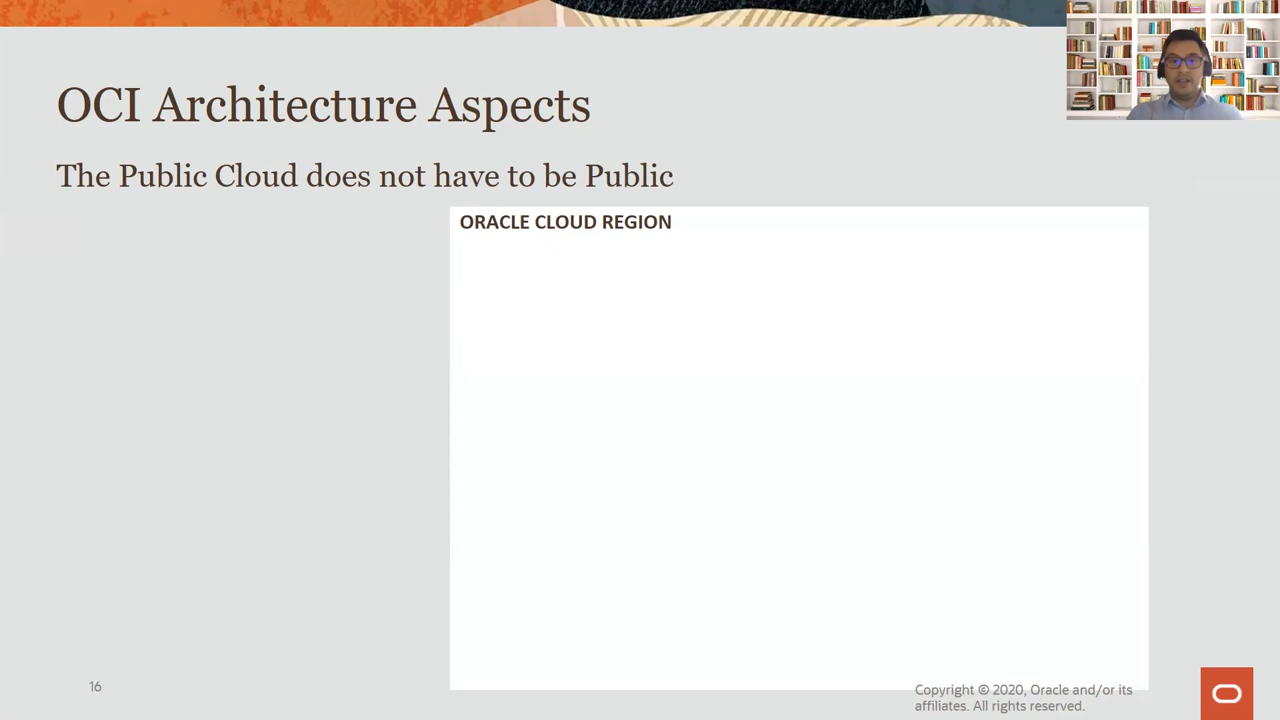 OCI Architecture Aspects
The Public Cloud does not have to be Public
ORACLE CLOUD REGION
16
Copyright © 2020, Oracle and/or its
affiliates. All rights reserved.